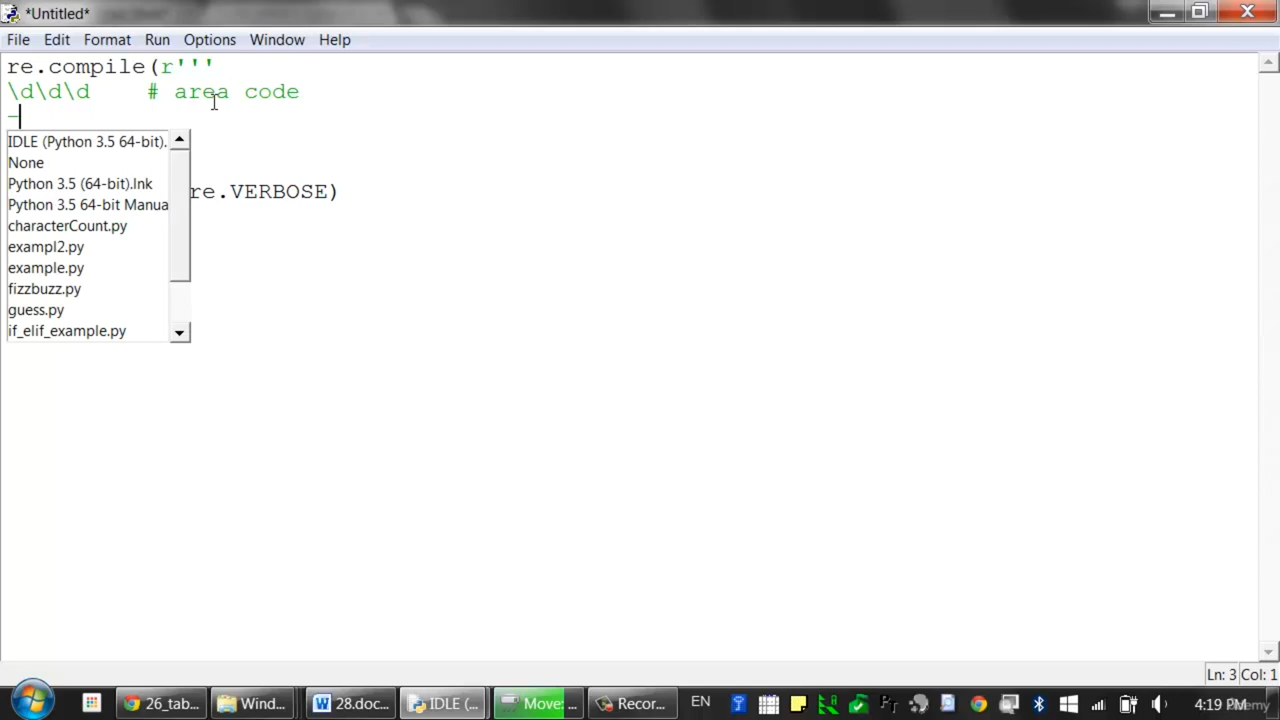 *Untitled*
File Edit Format Run Options Window Help
re.compile(r'''
\d\d\d # area code
-
IDLE (Python 3.5 64-bit).
None
Python 3.5 (64-bit).lnk
Python 3.5 64-bit Manua
re.VERBOSE)
characterCount.py
exampl2.py
example.py
fizzbuzz.py
guess.py
if_elif_example.py
Ln: 3 Col: 1
26_tab... Wind... 28.doc... IDLE (... Move: ... Recor... EN 4:19 PM